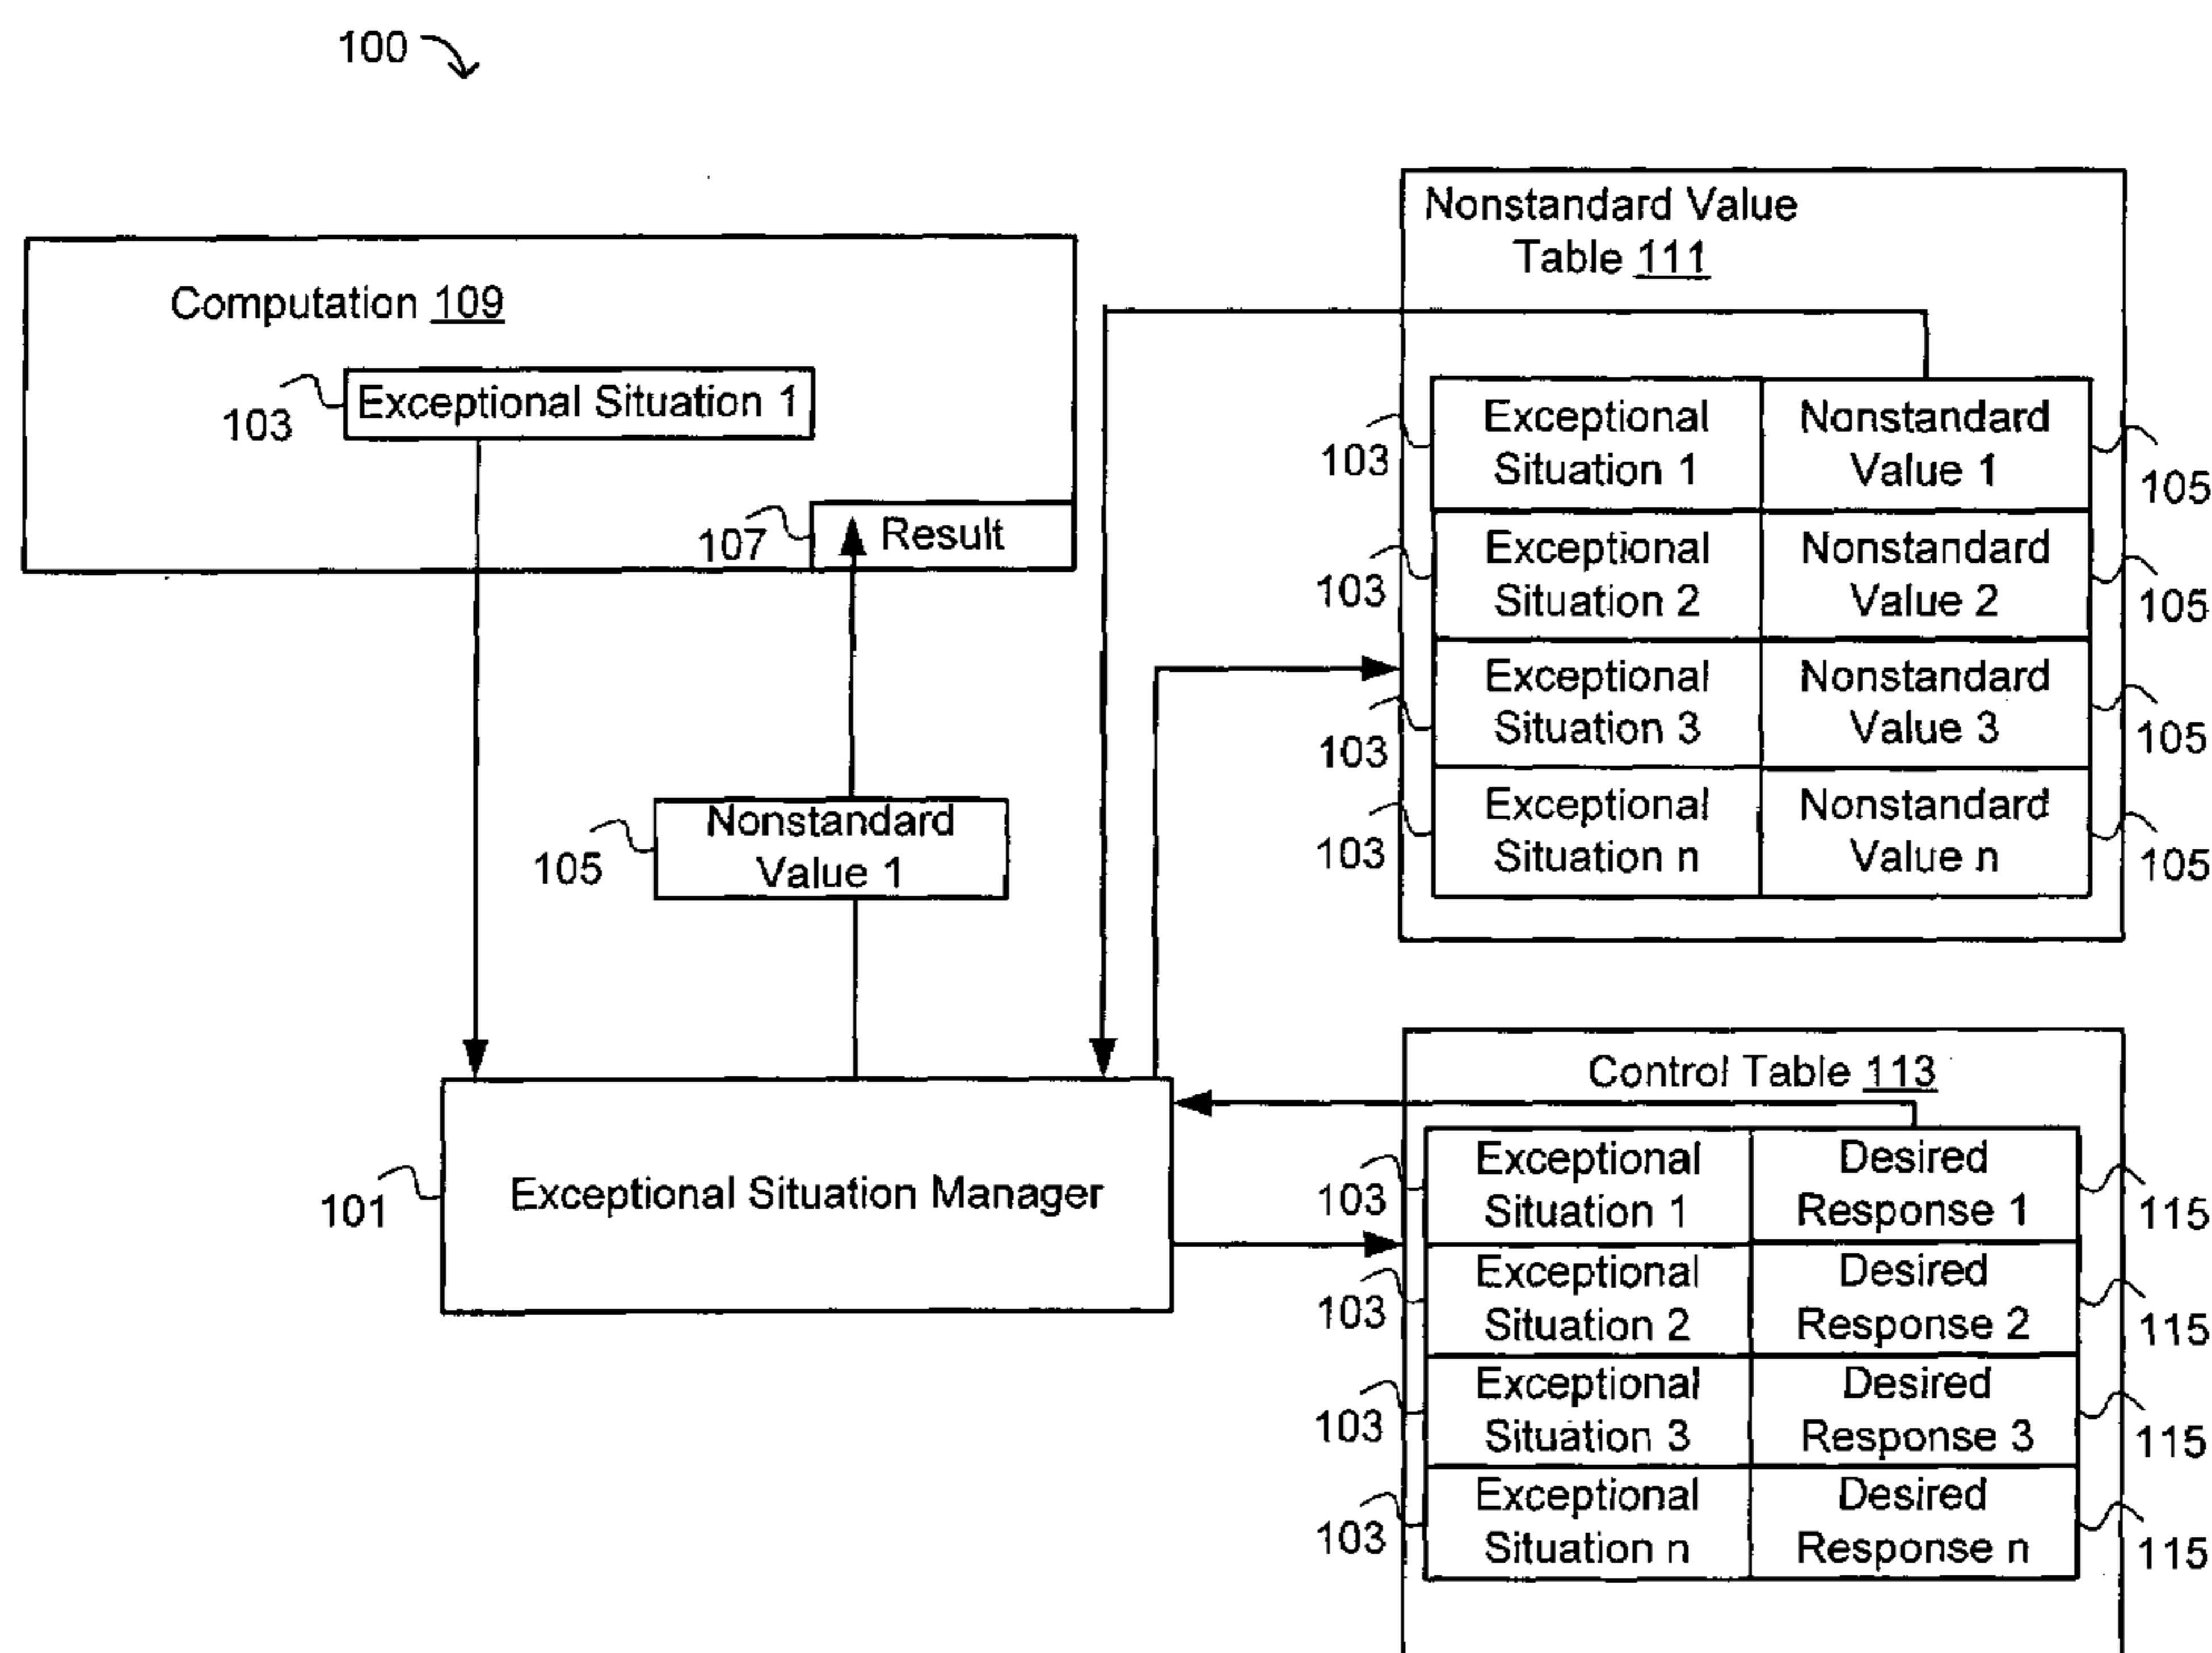 100
Computation 109
Exceptional Situation 1
103
107
Result
Nonstandard
Value 1
105
Exceptional Situation Manager
101
Nonstandard Value
Table 111
Exceptional
Situation 1
Nonstandard
Value 1
103
105
Exceptional
Situation 2
Nonstandard
Value 2
103
105
Exceptional
Situation 3
Nonstandard
Value 3
103
105
Exceptional
Situation n
Nonstandard
Value n
103
105
Control Table 113
Exceptional
Situation 1
Desired
Response 1
103
115
Exceptional
Situation 2
Desired
Response 2
103
115
Exceptional
Situation 3
Desired
Response 3
103
115
Exceptional
Situation n
Desired
Response n
103
115